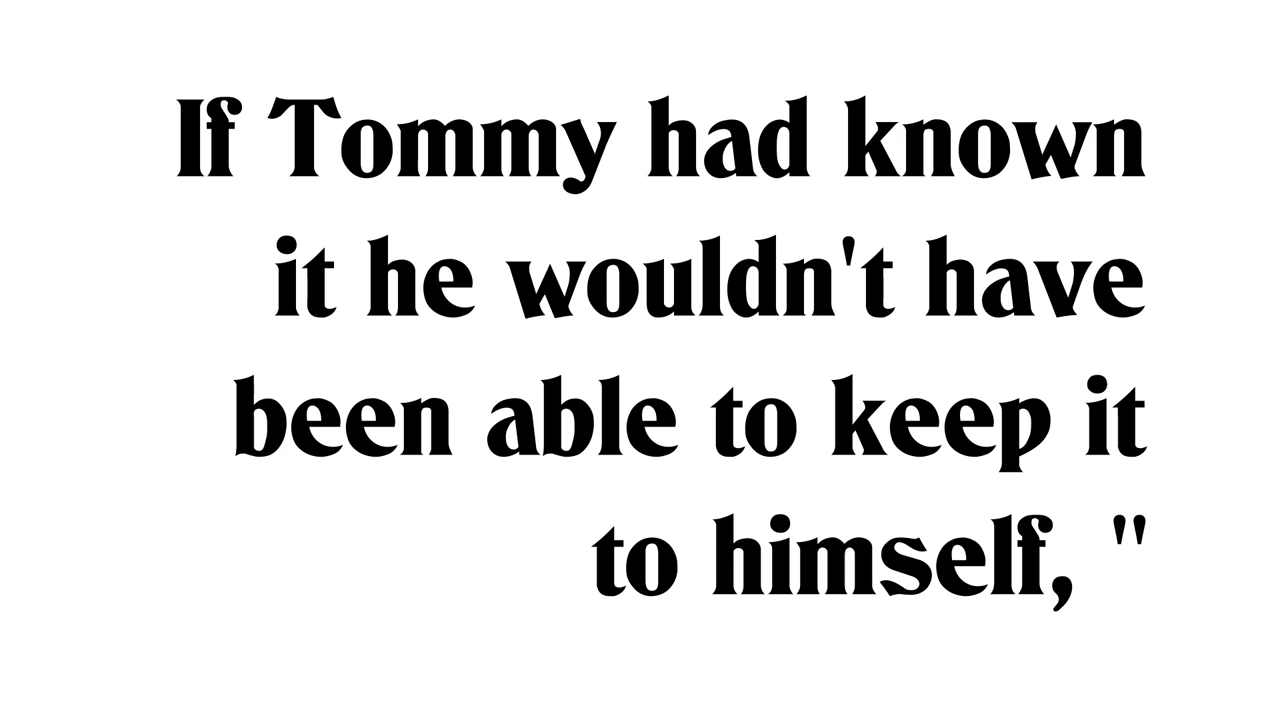 If Tommy had known
it he wouldn't have
been able to keep it
to himself, "